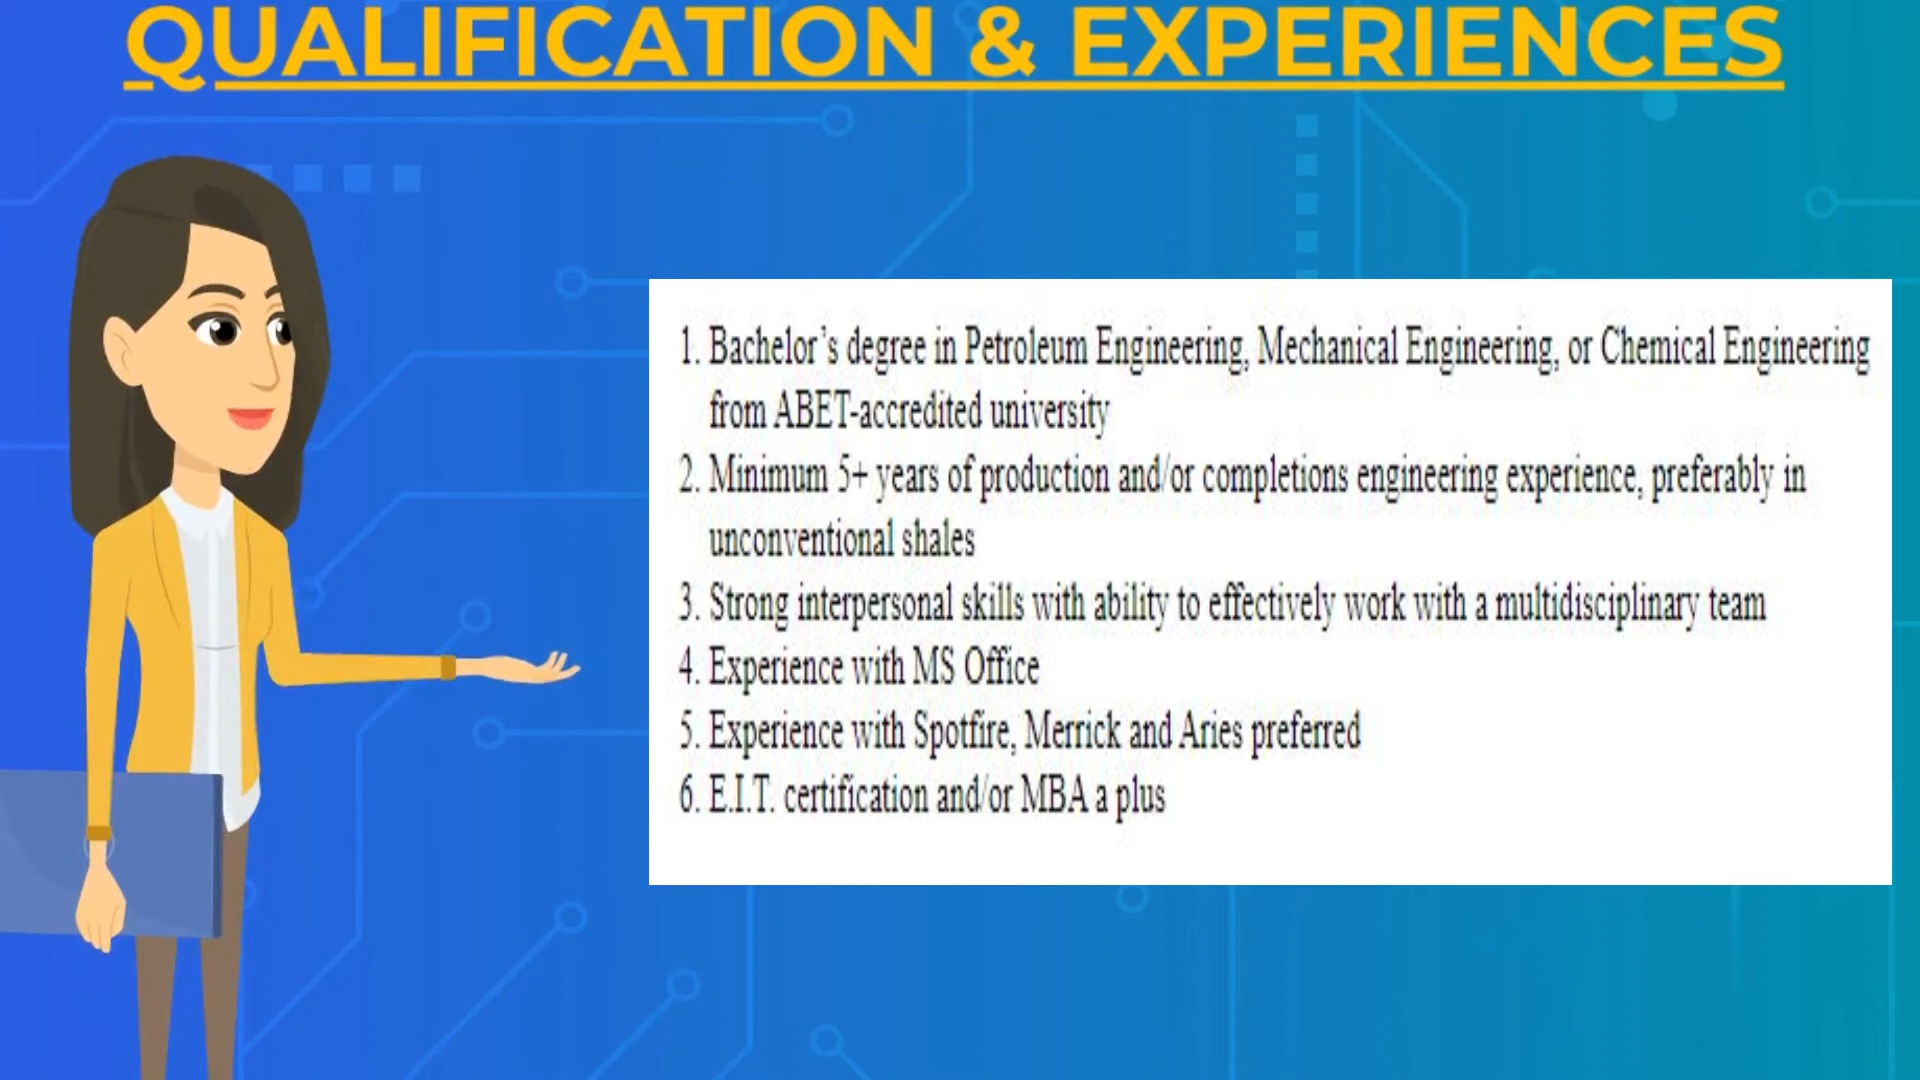 QUALIFICATION & EXPERIENCES
1. Bachelor’s degree in Petroleum Engineering, Mechanical Engineering, or Chemical Engineering
from ABET-accredited university
2. Minimum 5+ years of production and/or completions engineering experience, preferably in
unconventional shales
3. Strong interpersonal skills with ability to effectively work with a multidisciplinary team
4. Experience with MS Office
5. Experience with Spotfire, Merrick and Aries preferred
6. E.I.T. certification and/or MBA a plus